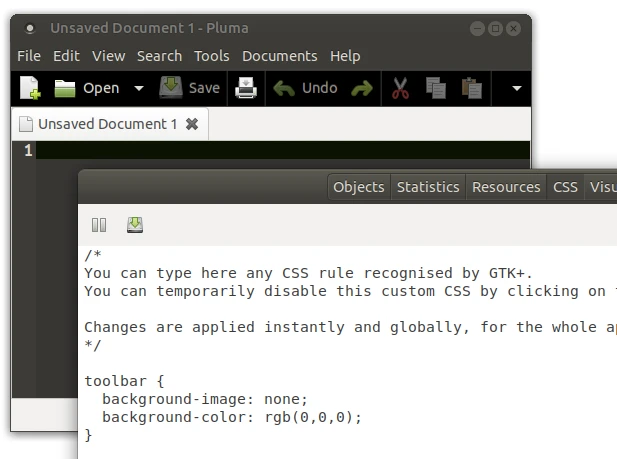 Unsaved Document 1 - Pluma
File Edit View Search Tools Documents Help
Open Save Undo
Unsaved Document 1
1
Objects Statistics Resources CSS Visu
/*
You can type here any CSS rule recognised by GTK+.
You can temporarily disable this custom CSS by clicking on
Changes are applied instantly and globally, for the whole
*/
toolbar {
background-image: none;
background-color: rgb(0,0,0);
}